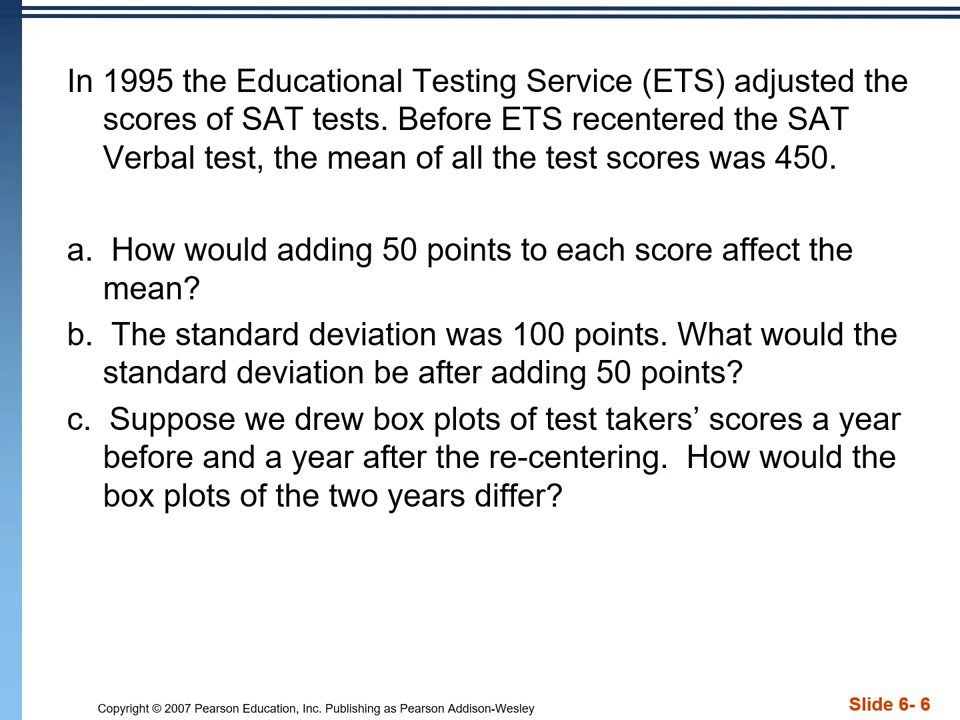 In 1995 the Educational Testing Service (ETS) adjusted the
scores of SAT tests. Before ETS recentered the SAT
Verbal test, the mean of all the test scores was 450.
a. How would adding 50 points to each score affect the
mean?
b. The standard deviation was 100 points. What would the
standard deviation be after adding 50 points?
c. Suppose we drew box plots of test takers’ scores a year
before and a year after the re-centering. How would the
box plots of the two years differ?
Copyright © 2007 Pearson Education, Inc. Publishing as Pearson Addison-Wesley
Slide 6- 6